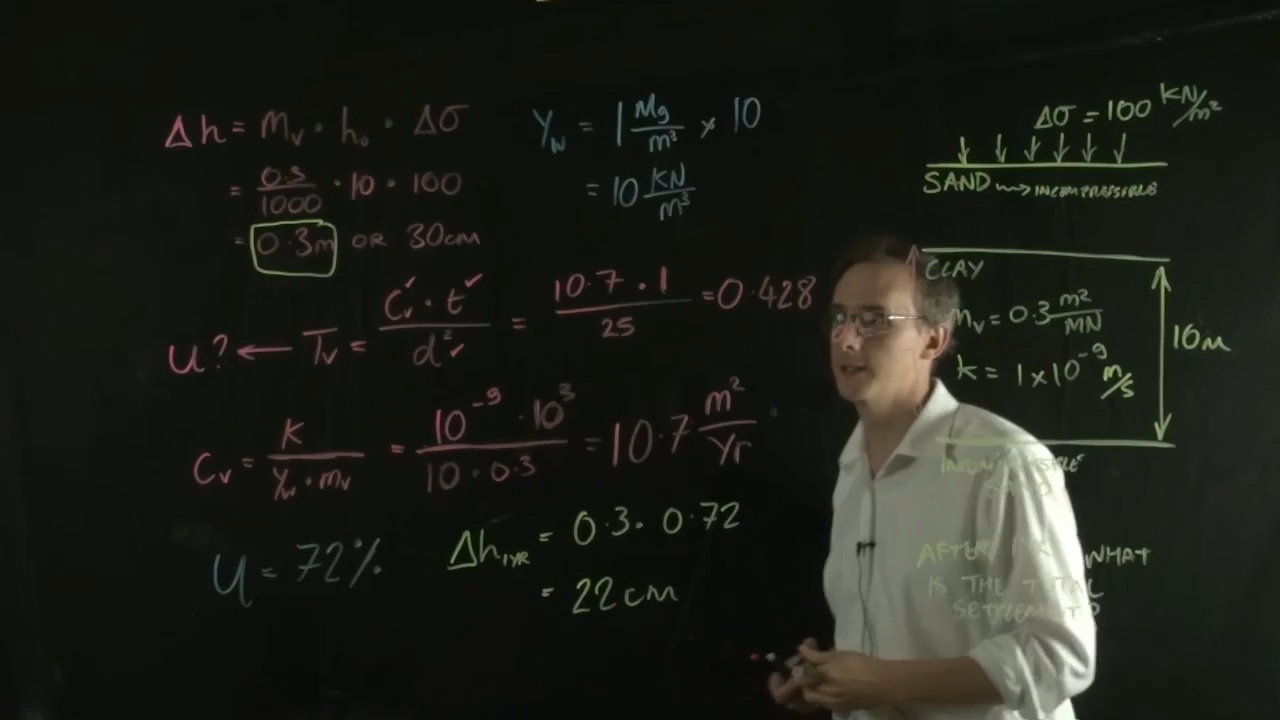 Δh = mv · h₀ · Δσ
= 0.3/1000 · 10 · 100
= 0.3m OR 30cm
γw = 1 Mg/m³ × 10
= 10 KN/m³
U? ← Tv = Cv · t / d² = 10.7 · 1 / 25 = 0.428
Cv = K / γw · mv = 10⁻⁹ · 10³ / 10 · 0.3 = 10.7 m²/Yr
U = 72%
Δh1YR = 0.3 · 0.72
= 22cm
Δσ = 100 KN/m²
SAND → INCOMPRESSIBLE
CLAY
mv = 0.3 m²/MN
k = 1×10⁻⁹ m/s
10m
AFTER 1 WHAT
IS THE